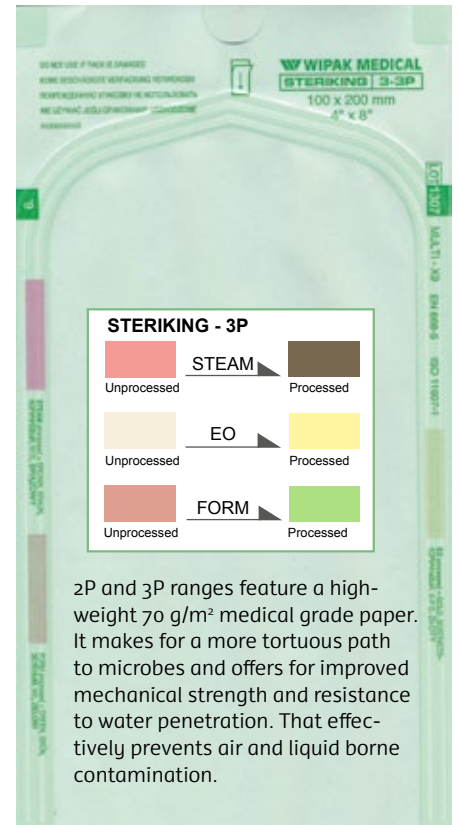 DO NOT USE IF PACK IS DAMAGED
WIPAK MEDICAL
STERIKING 3-3P
100 x 200 mm
4" x 8"
LOT 1307 MULTI - X9 EN 868-5 ISO 11607-1
STERIKING - 3P
STEAM
Unprocessed
Processed
EO
Unprocessed
Processed
FORM
Unprocessed
Processed
2P and 3P ranges feature a high-
weight 70 g/m² medical grade paper.
It makes for a more tortuous path
to microbes and offers for improved
mechanical strength and resistance
to water penetration. That effec-
tively prevents air and liquid borne
contamination.